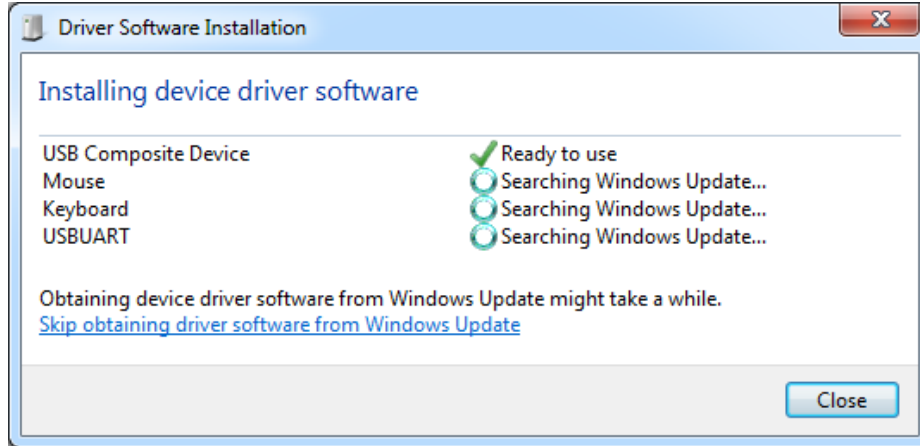 Driver Software Installation
Installing device driver software
USB Composite Device Ready to use
Mouse Searching Windows Update...
Keyboard Searching Windows Update...
USBUART Searching Windows Update...
Obtaining device driver software from Windows Update might take a while.
Skip obtaining driver software from Windows Update
Close